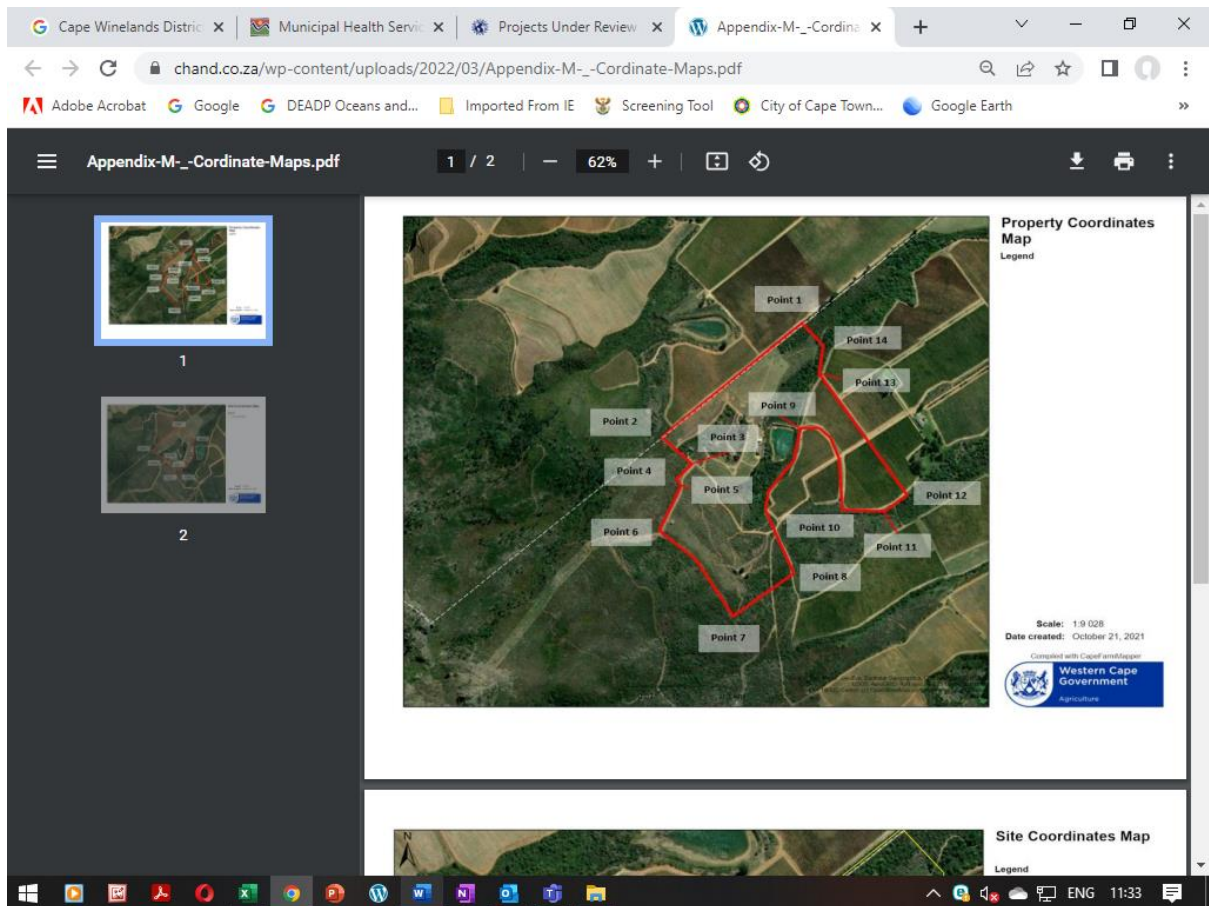 Cape Winelands Distric
Municipal Health Servic
Projects Under Review
Appendix-M-_-Cordina
chand.co.za/wp-content/uploads/2022/03/Appendix-M-_-Cordinate-Maps.pdf
Adobe Acrobat
Google
DEADP Oceans and...
Imported From IE
Screening Tool
City of Cape Town...
Google Earth
»
Appendix-M-_-Cordinate-Maps.pdf
1 / 2
62%
1
2
Property Coordinates
Map
Legend
Point 1
Point 14
Point 13
Point 9
Point 2
Point 3
Point 4
Point 5
Point 12
Point 6
Point 10
Point 11
Point 8
Point 7
Scale: 1:9 028
Date created: October 21, 2021
Compiled with CapeFarmMapper
Western Cape
Government
Agriculture
N
Site Coordinates Map
Legend
ENG
11:33